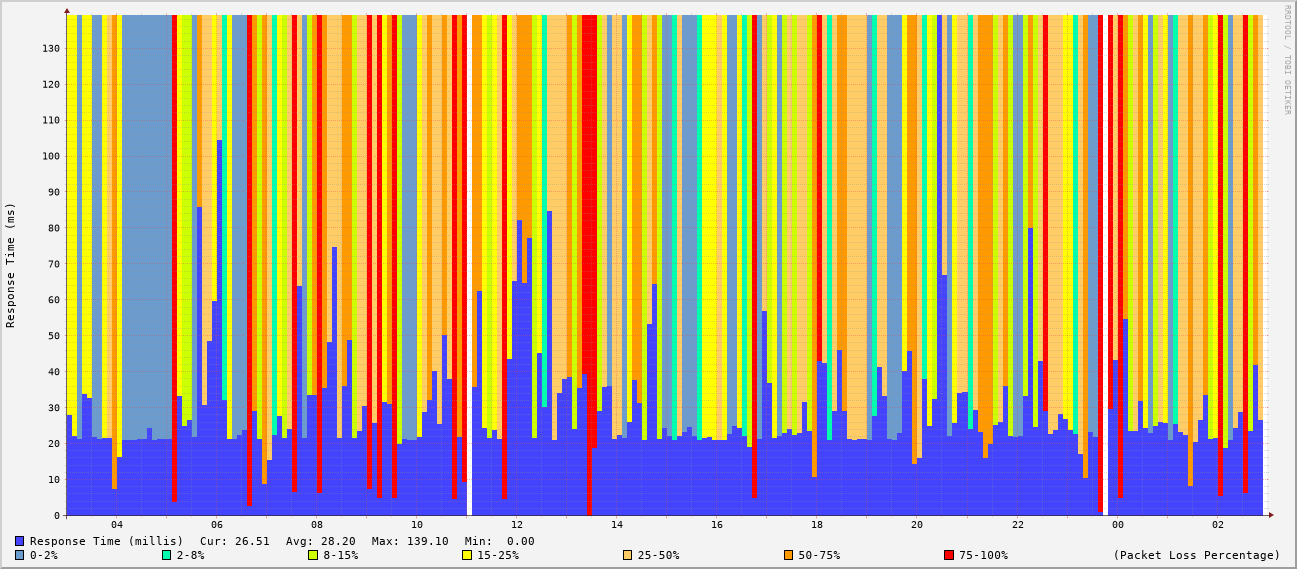 RRDTOOL / TOBI OETIKER
Response Time (ms)
130
120
110
100
90
80
70
60
50
40
30
20
10
0
04 06 08 10 12 14 16 18 20 22 00 02
Response Time (millis) Cur: 26.51 Avg: 28.20 Max: 139.10 Min: 0.00
0-2% 2-8% 8-15% 15-25% 25-50% 50-75% 75-100% (Packet Loss Percentage)